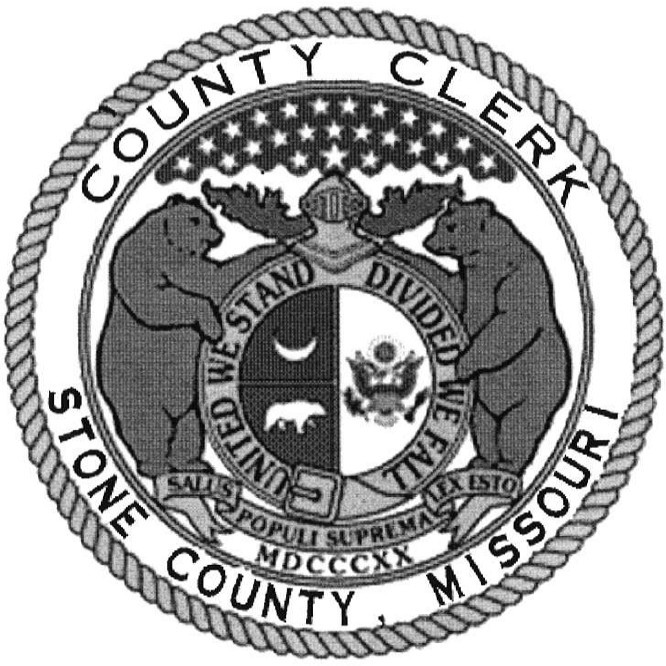 COUNTY CLERK
UNITED WE STAND DIVIDED WE FALL
SALUS POPULI SUPREMA LEX ESTO
MDCCCXX
STONE COUNTY, MISSOURI